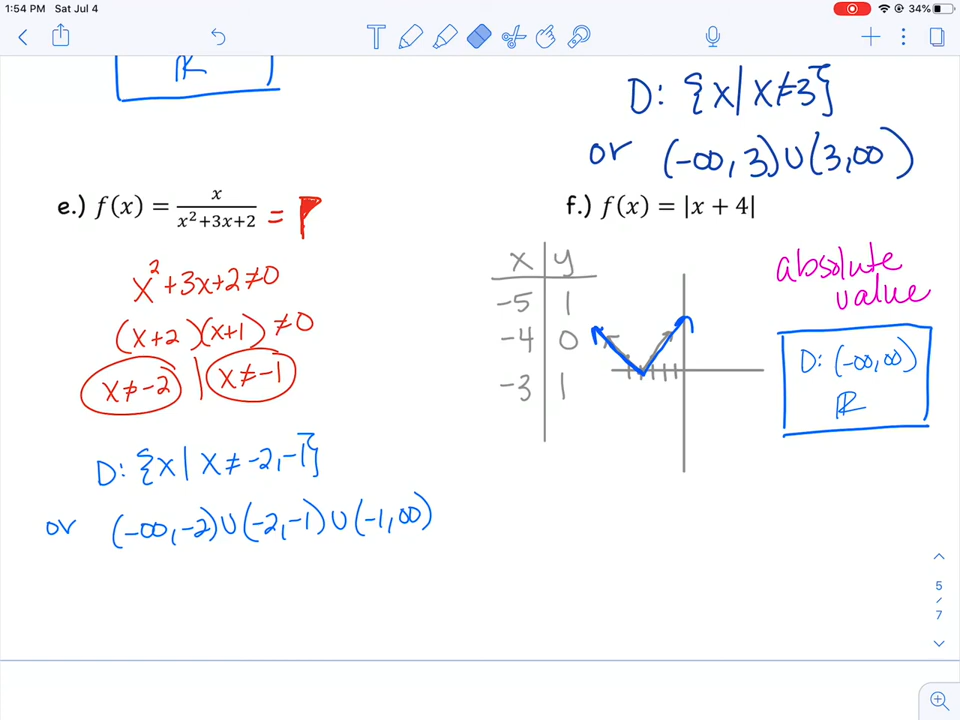 1:54 PM Sat Jul 4
34%
T
ℝ
D: {x | x≠3}
or (-∞, 3)∪(3, ∞)
e.) f(x) = x / x²+3x+2 =
x²+3x+2≠0
(x+2)(x+1)≠0
x≠-2 | x≠-1
D: {x | x≠-2,-1}
or (-∞,-2)∪(-2,-1)∪(-1,∞)
f.) f(x) = |x + 4|
x y
-5 1
-4 0
-3 1
absolute
value
D: (-∞,∞)
ℝ
5
/
7